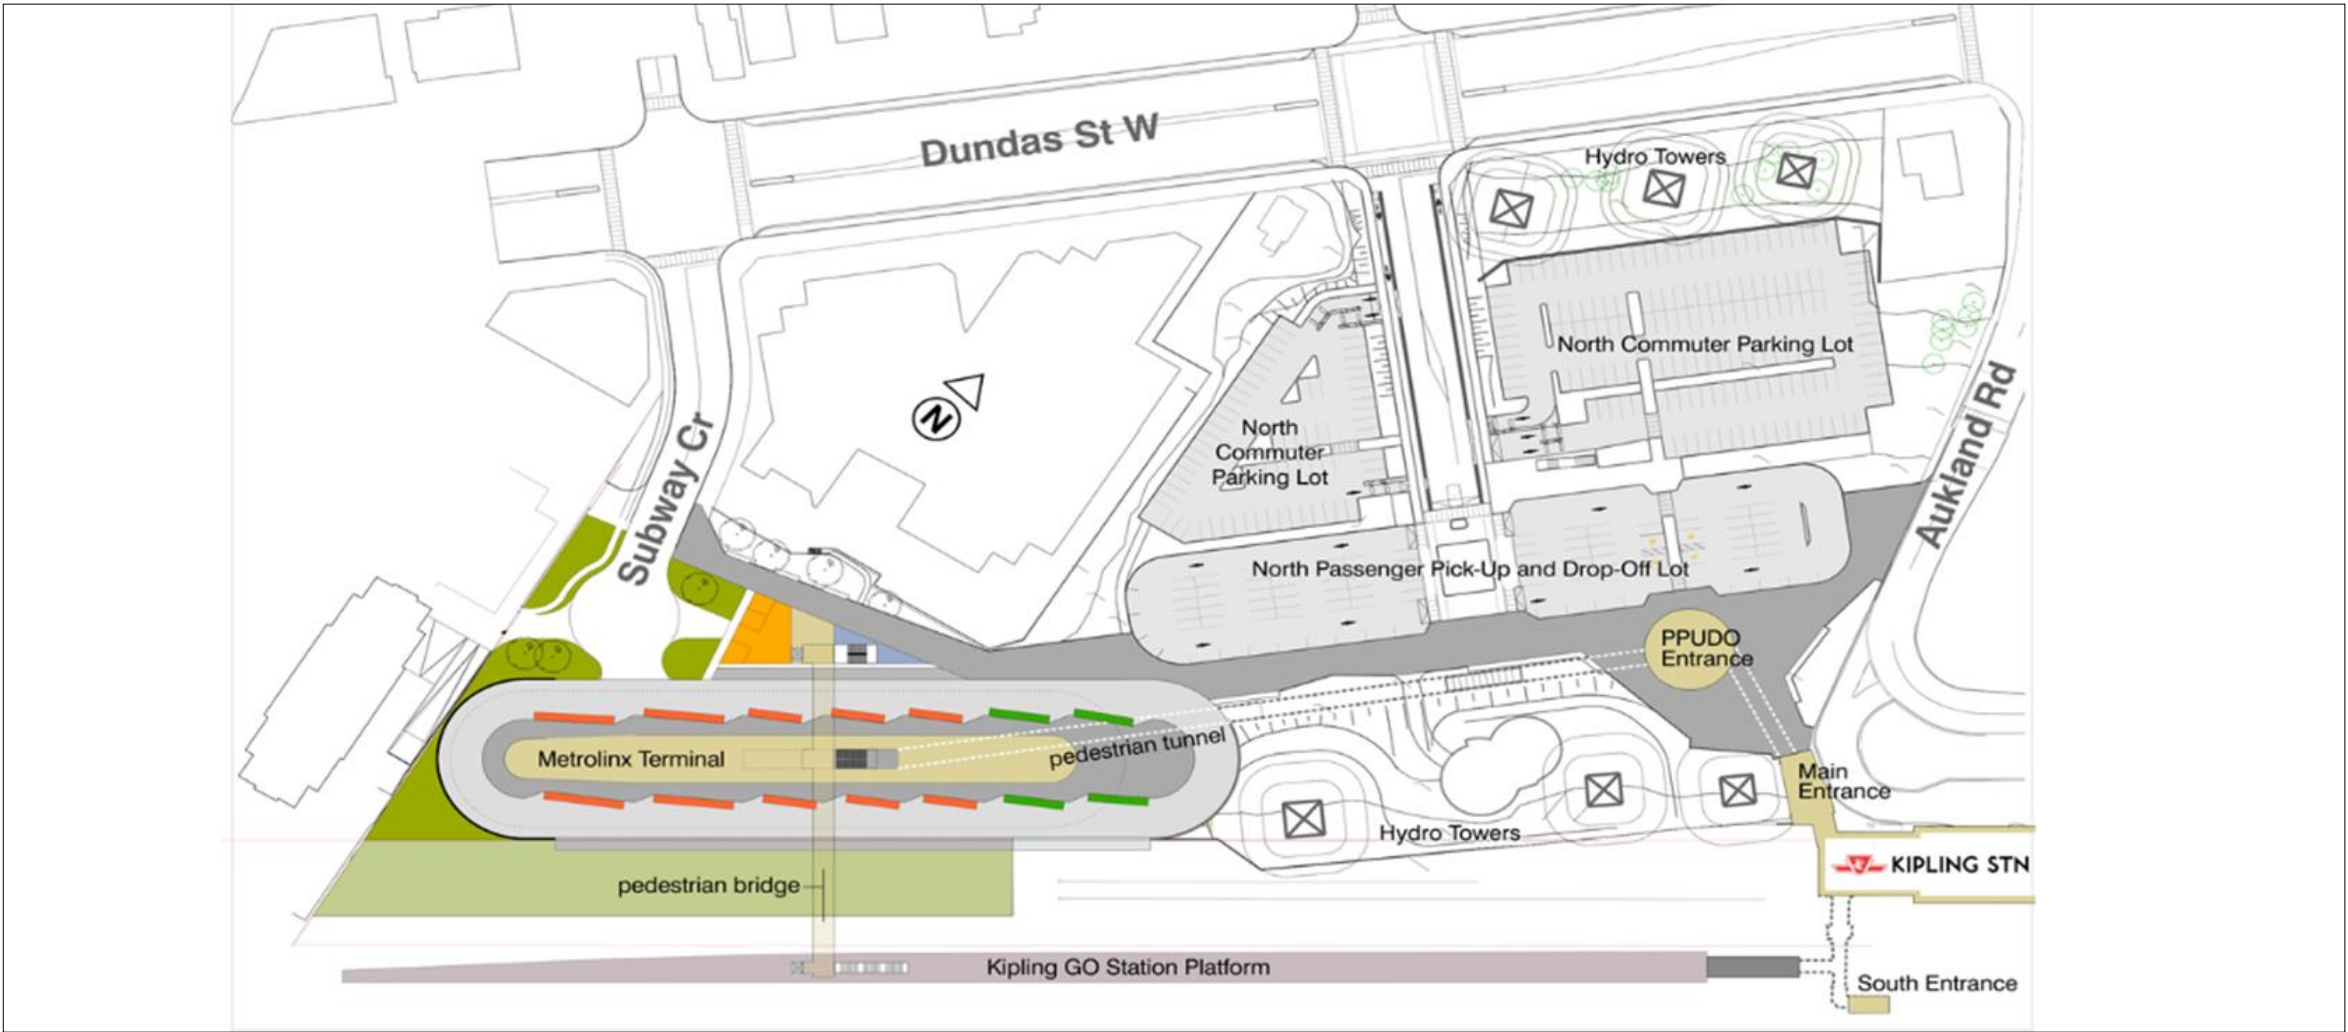 Dundas St W
Hydro Towers
North Commuter Parking Lot
N
Subway Cr
North
Commuter
Parking Lot
Aukland Rd
North Passenger Pick-Up and Drop-Off Lot
PPUDO
Entrance
Metrolinx Terminal
pedestrian tunnel
Main
Entrance
Hydro Towers
KIPLING STN
pedestrian bridge
Kipling GO Station Platform
South Entrance